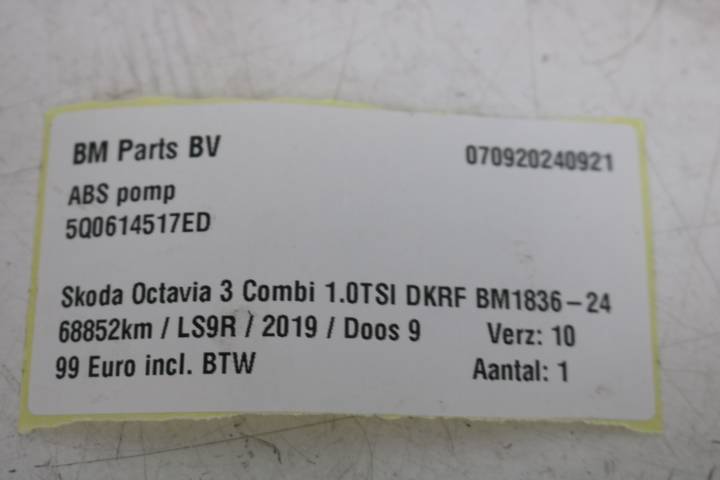 BM Parts BV 070920240921
ABS pomp
5Q0614517ED
Skoda Octavia 3 Combi 1.0TSI DKRF BM1836-24
68852km / LS9R / 2019 / Doos 9 Verz: 10
99 Euro incl. BTW Aantal: 1